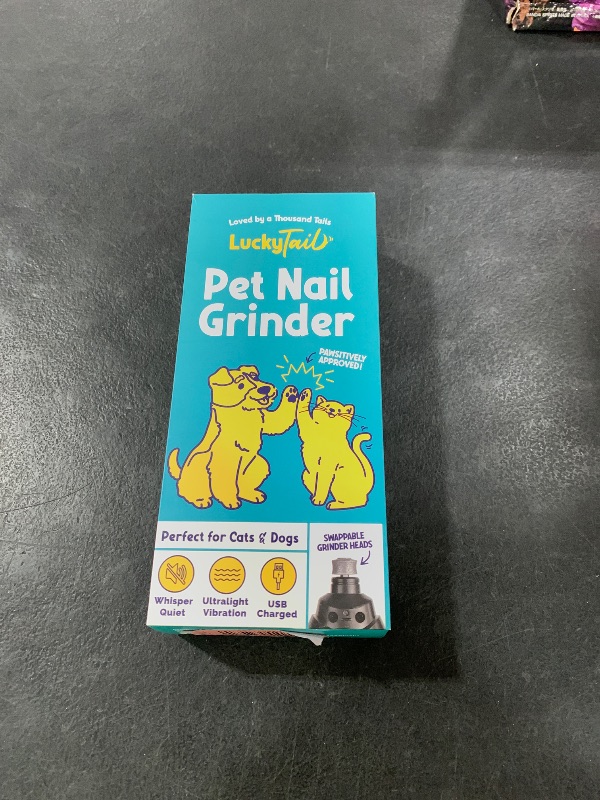 Loved by a Thousand Tails
LuckyTail
Pet Nail
Grinder
PAWSITIVELY
APPROVED!
Perfect for Cats & Dogs
SWAPPABLE
GRINDER HEADS
Whisper
Quiet
Ultralight
Vibration
USB
Charged